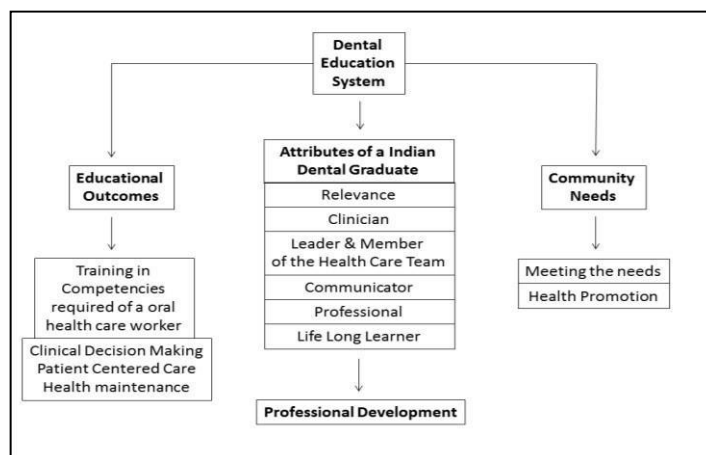 Dental
Education
System
Educational
Outcomes
Training in
Competencies
required of a oral
health care worker
Clinical Decision Making
Patient Centered Care
Health maintenance
Attributes of a Indian
Dental Graduate
Relevance
Clinician
Leader & Member
of the Health Care Team
Communicator
Professional
Life Long Learner
Professional Development
Community
Needs
Meeting the needs
Health Promotion